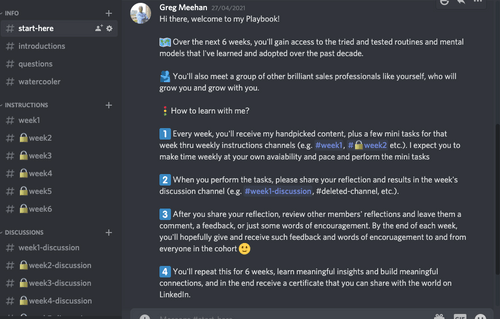 INFO
start-here
introductions
questions
watercooler
INSTRUCTIONS
week1
week2
week3
week4
week5
week6
DISCUSSIONS
week1-discussion
week2-discussion
week3-discussion
week4-discussion
Greg Meehan 27/04/2021
Hi there, welcome to my Playbook!
Over the next 6 weeks, you'll gain access to the tried and tested routines and mental
models that I've learned and adopted over the past decade.
You'll also meet a group of other brilliant sales professionals like yourself, who will
grow you and grow with you.
How to learn with me?
1 Every week, you'll receive my handpicked content, plus a few mini tasks for that
week thru weekly instructions channels (e.g. #week1, #🔒week2 etc.). I expect you to
make time weekly at your own avaiability and pace and perform the mini tasks
2 When you perform the tasks, please share your reflection and results in the week's
discussion channel (e.g. #week1-discussion, #deleted-channel, etc.).
3 After you share your reflection, review other members' reflections and leave them a
comment, a feedback, or just some words of encouragement. By the end of each week,
you'll hopefully give and receive such feedback and words of encoruagement to and from
everyone in the cohort
4 You'll repeat this for 6 weeks, learn meaningful insights and build meaningful
connections, and in the end receive a certificate that you can share with the world on
LinkedIn.